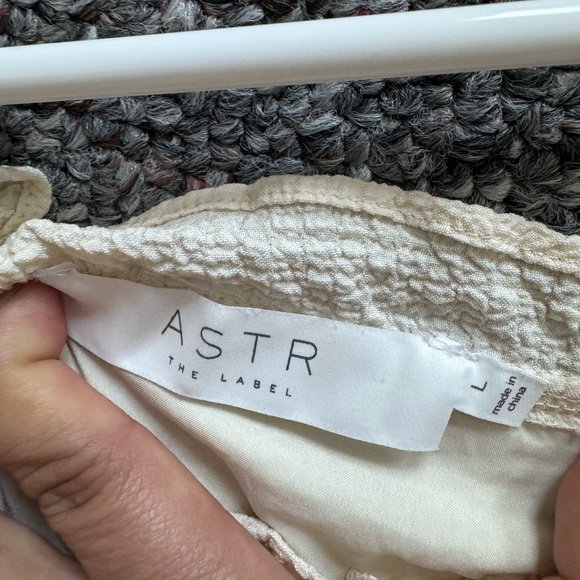 ASTR
THE LABEL
L
made in
china